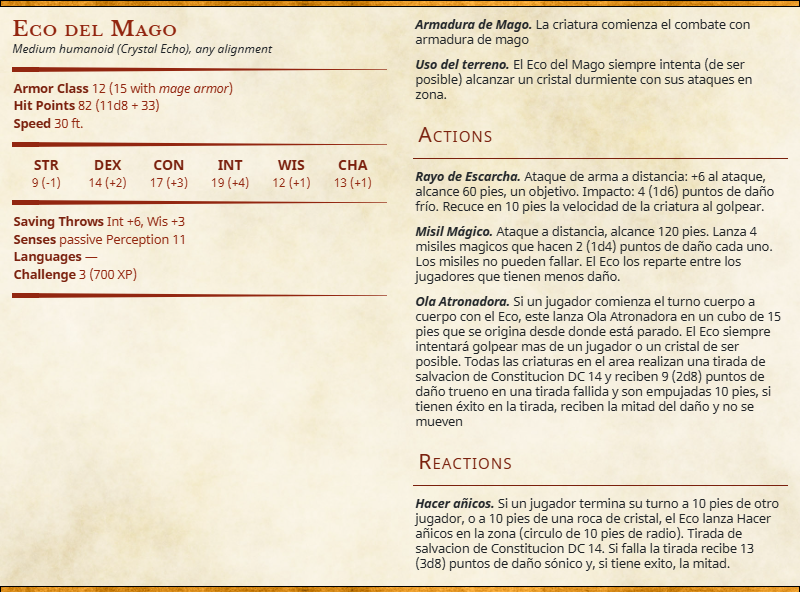 Eco del Mago
Medium humanoid (Crystal Echo), any alignment
Armor Class 12 (15 with mage armor)
Hit Points 82 (11d8 + 33)
Speed 30 ft.
STR DEX CON INT WIS CHA
9 (-1) 14 (+2) 17 (+3) 19 (+4) 12 (+1) 13 (+1)
Saving Throws Int +6, Wis +3
Senses passive Perception 11
Languages —
Challenge 3 (700 XP)
Armadura de Mago. La criatura comienza el combate con
armadura de mago
Uso del terreno. El Eco del Mago siempre intenta (de ser
posible) alcanzar un cristal durmiente con sus ataques en
zona.
Actions
Rayo de Escarcha. Ataque de arma a distancia: +6 al ataque,
alcance 60 pies, un objetivo. Impacto: 4 (1d6) puntos de daño
frío. Recuce en 10 pies la velocidad de la criatura al golpear.
Misil Mágico. Ataque a distancia, alcance 120 pies. Lanza 4
misiles magicos que hacen 2 (1d4) puntos de daño cada uno.
Los misiles no pueden fallar. El Eco los reparte entre los
jugadores que tienen menos daño.
Ola Atronadora. Si un jugador comienza el turno cuerpo a
cuerpo con el Eco, este lanza Ola Atronadora en un cubo de 15
pies que se origina desde donde está parado. El Eco siempre
intentará golpear mas de un jugador o un cristal de ser
posible. Todas las criaturas en el area realizan una tirada de
salvacion de Constitucion DC 14 y reciben 9 (2d8) puntos de
daño trueno en una tirada fallida y son empujadas 10 pies, si
tienen éxito en la tirada, reciben la mitad del daño y no se
mueven
Reactions
Hacer añicos. Si un jugador termina su turno a 10 pies de otro
jugador, o a 10 pies de una roca de cristal, el Eco lanza Hacer
añicos en la zona (circulo de 10 pies de radio). Tirada de
salvacion de Constitucion DC 14. Si falla la tirada recibe 13
(3d8) puntos de daño sónico y, si tiene exito, la mitad.